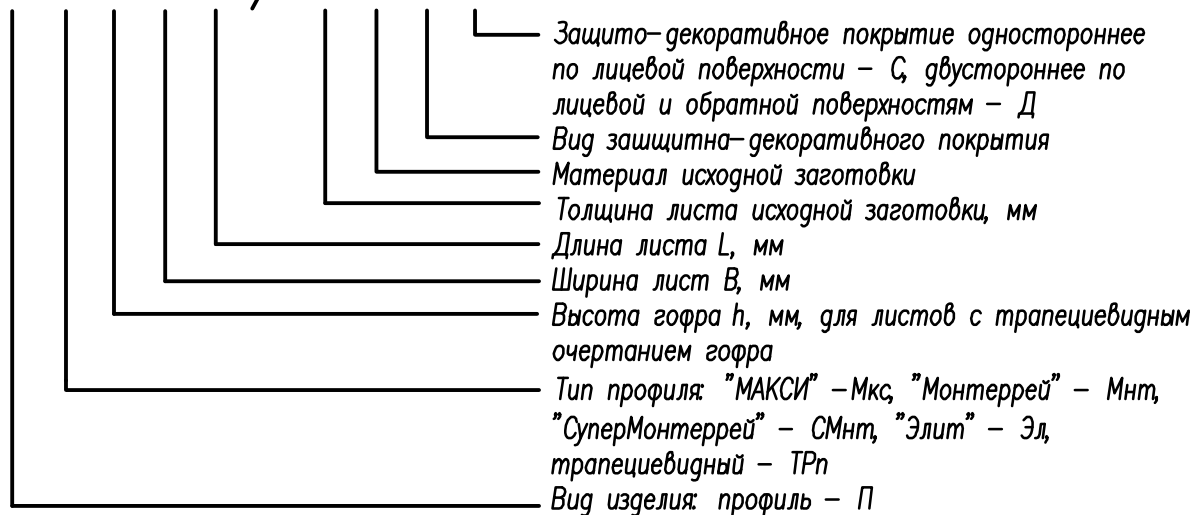 Защито-декоративное покрытие одностороннее
по лицевой поверхности - С, двустороннее по
лицевой и обратной поверхностям - Д
Вид зашщитна-декоративного покрытия
Материал исходной заготовки
Толщина листа исходной заготовки, мм
Длина листа L, мм
Ширина лист В, мм
Высота гофра h, мм, для листов с трапециевидным
очертанием гофра
Тип профиля: "МАКСИ" - Мкс, "Монтеррей" - Мнт,
"СуперМонтеррей" - СМнт, "Элит" - Эл,
трапециевидный - ТРп
Вид изделия: профиль - П